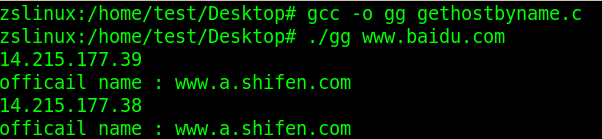 zslinux:/home/test/Desktop# gcc -o gg gethostbyname.c
zslinux:/home/test/Desktop# ./gg www.baidu.com
14.215.177.39
officail name : www.a.shifen.com
14.215.177.38
officail name : www.a.shifen.com